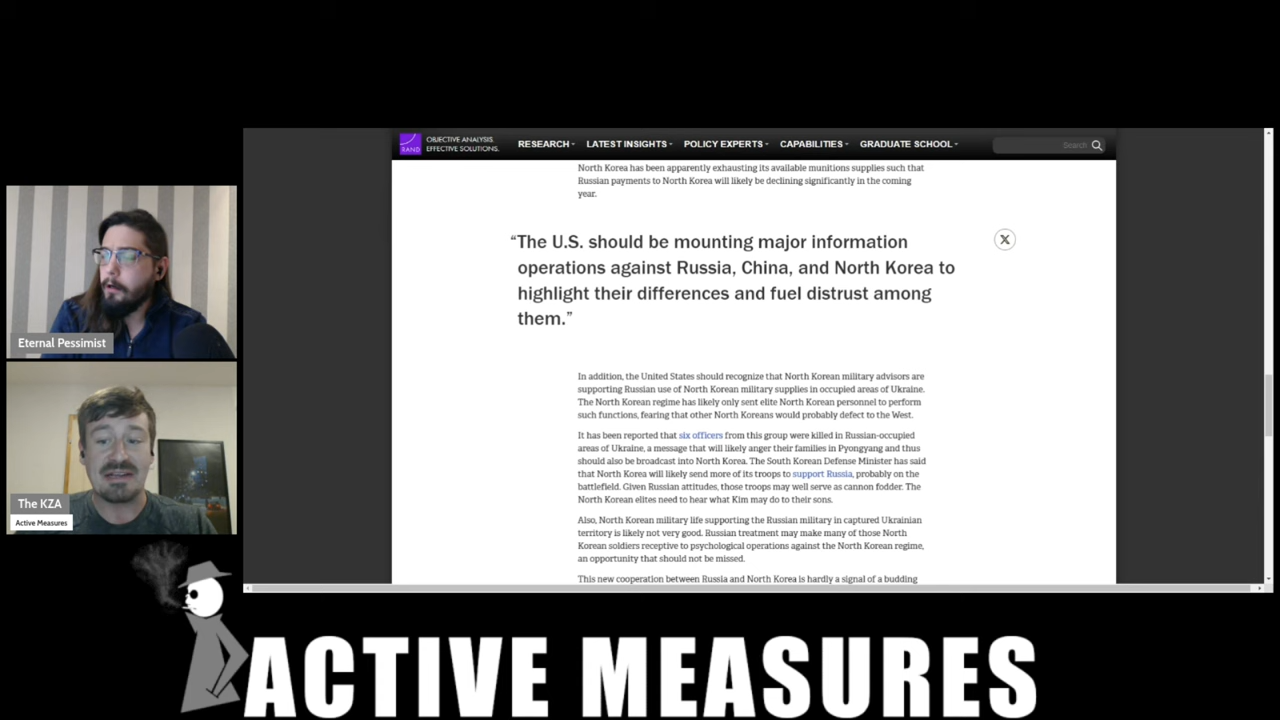 OBJECTIVE ANALYSIS.
EFFECTIVE SOLUTIONS.
RAND
RESEARCH
LATEST INSIGHTS
POLICY EXPERTS
CAPABILITIES
GRADUATE SCHOOL
Search
North Korea has been apparently exhausting its available munitions supplies such that
Russian payments to North Korea will likely be declining significantly in the coming
year.
“The U.S. should be mounting major information
operations against Russia, China, and North Korea to
highlight their differences and fuel distrust among
them.”
In addition, the United States should recognize that North Korean military advisors are
supporting Russian use of North Korean military supplies in occupied areas of Ukraine.
The North Korean regime has likely only sent elite North Korean personnel to perform
such functions, fearing that other North Koreans would probably defect to the West.
It has been reported that six officers from this group were killed in Russian-occupied
areas of Ukraine, a message that will likely anger their families in Pyongyang and thus
should also be broadcast into North Korea. The South Korean Defense Minister has said
that North Korea will likely send more of its troops to support Russia, probably on the
battlefield. Given Russian attitudes, those troops may well serve as cannon fodder. The
North Korean elites need to hear what Kim may do to their sons.
Also, North Korean military life supporting the Russian military in captured Ukrainian
territory is likely not very good. Russian treatment may make many of those North
Korean soldiers receptive to psychological operations against the North Korean regime,
an opportunity that should not be missed.
This new cooperation between Russia and North Korea is hardly a signal of a budding
Eternal Pessimist
The KZA
Active Measures
ACTIVE MEASURES